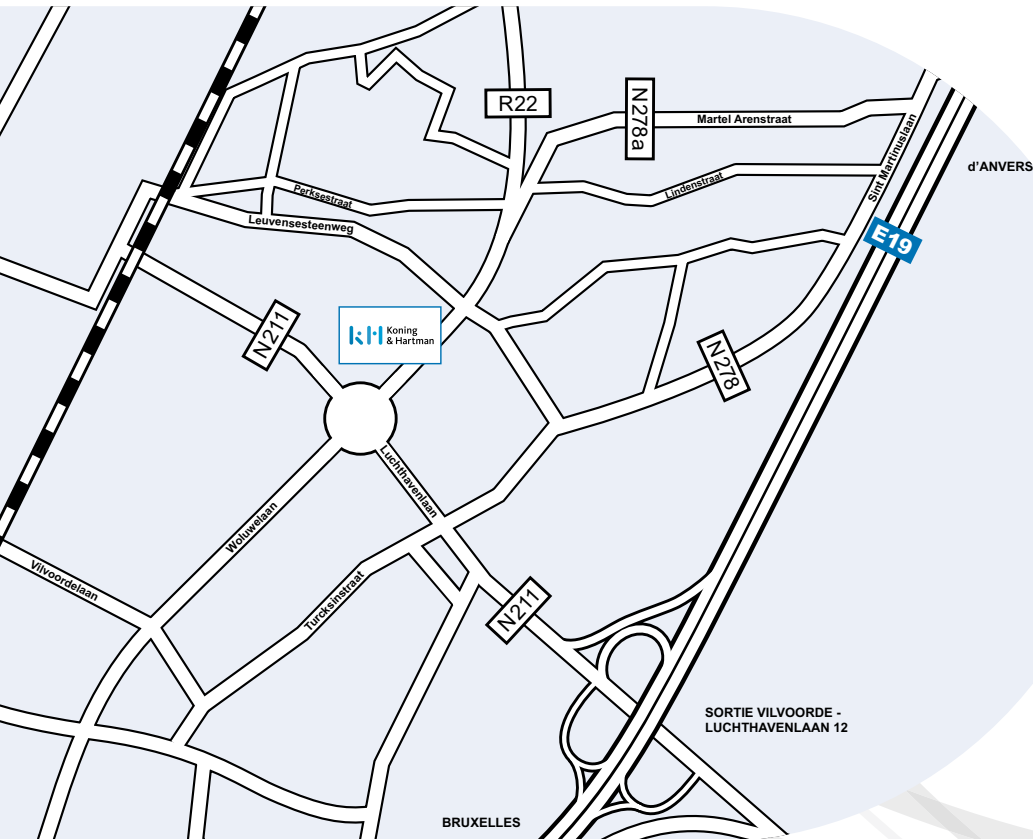 R22
N278a
Martel Arenstraat
d'ANVERS
Sint Martinuslaan
Lindenstraat
Perksestraat
Leuvensesteenweg
E19
N211
Koning
& Hartman
N278
Luchthavenlaan
Woluwelaan
Vilvoordelaan
Turcksinstraat
N211
SORTIE VILVOORDE -
LUCHTHAVENLAAN 12
BRUXELLES